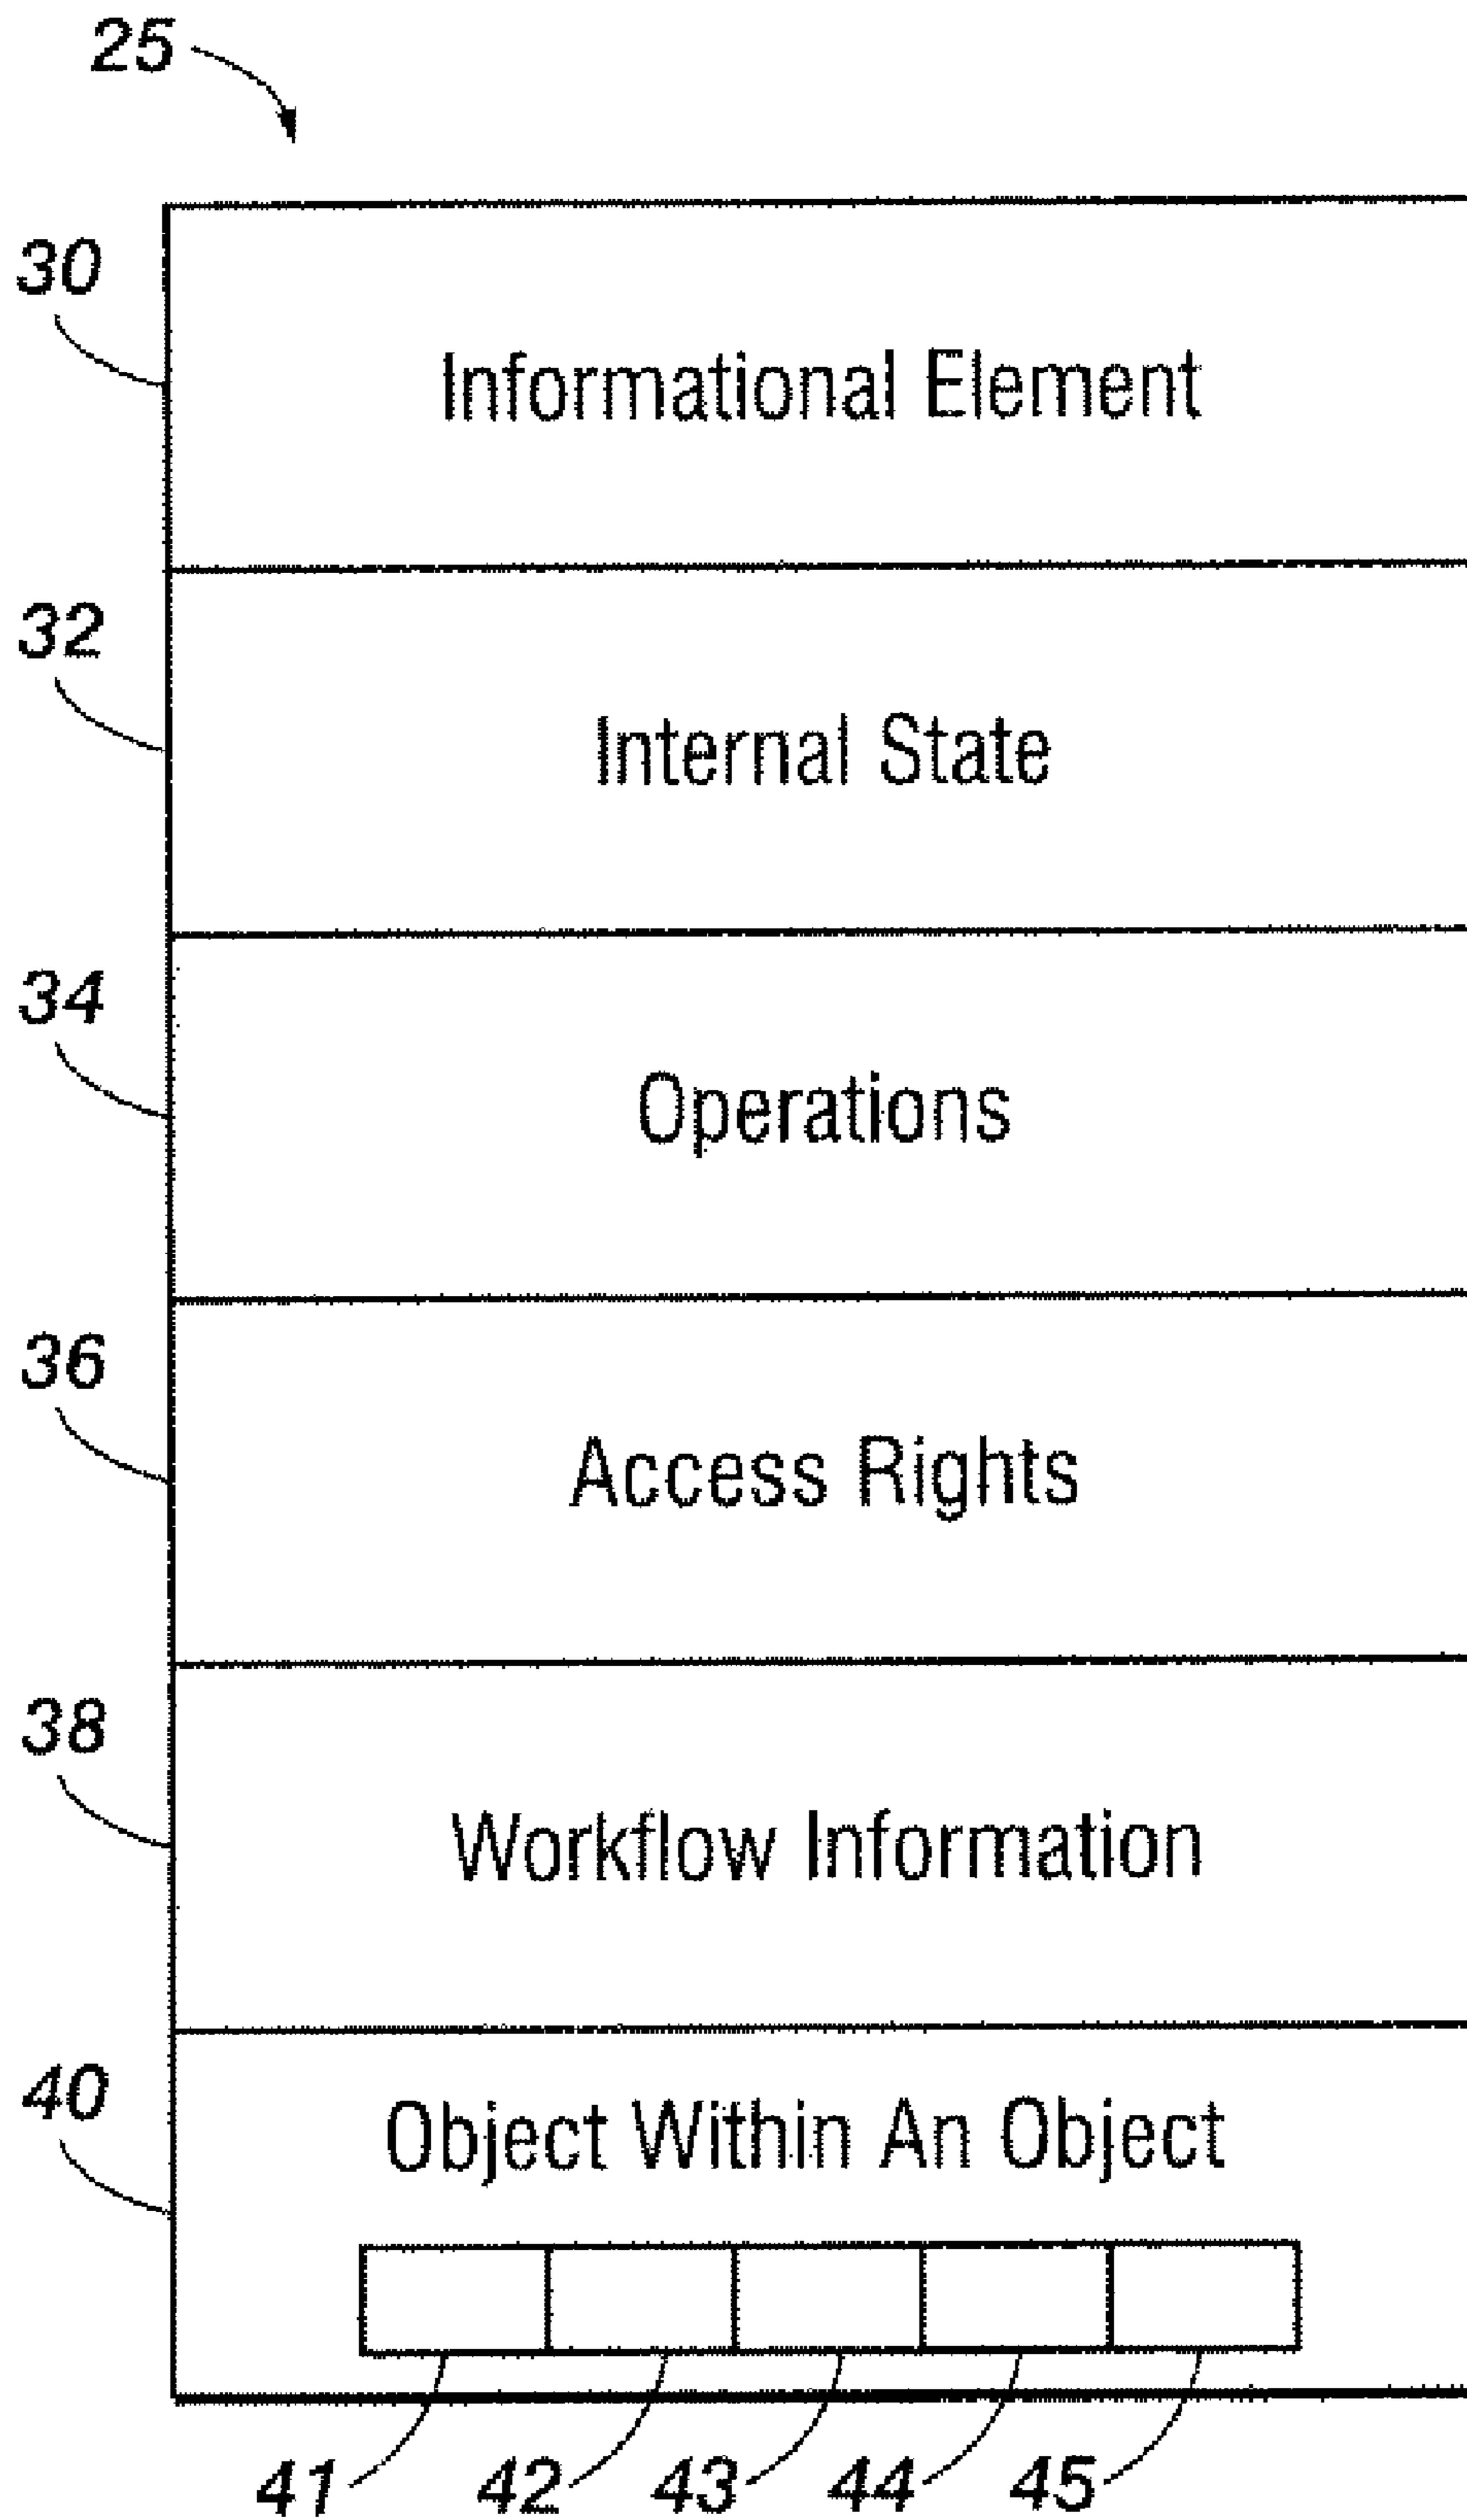 25
30
Informational Element
32
Internal State
34
Operations
36
Access Rights
38
Workflow Information
40
Object Within An Object
41 42 43 44 45